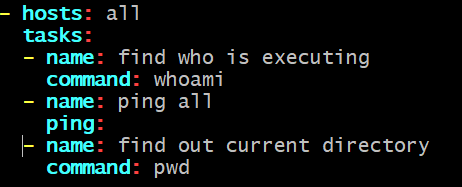 - hosts: all
  tasks:
  - name: find who is executing
    command: whoami
  - name: ping all
    ping:
  - name: find out current directory
    command: pwd